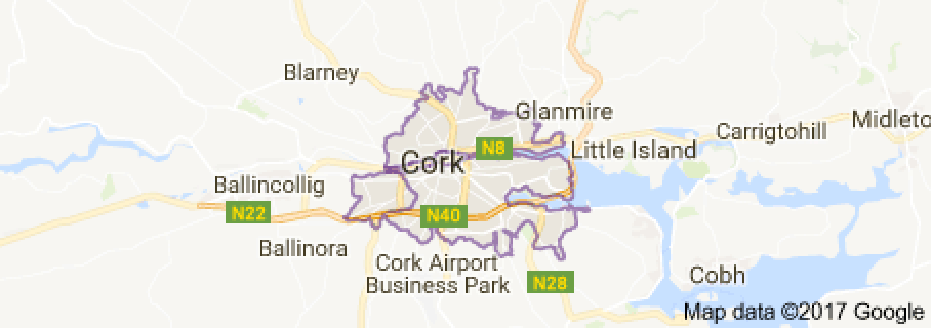 Blarney
Glanmire
Midleto
Carrigtohill
N8
Little Island
Cork
Ballincollig
N22
N40
Ballinora
Cork Airport
Business Park
N28
Cobh
Map data ©2017 Google